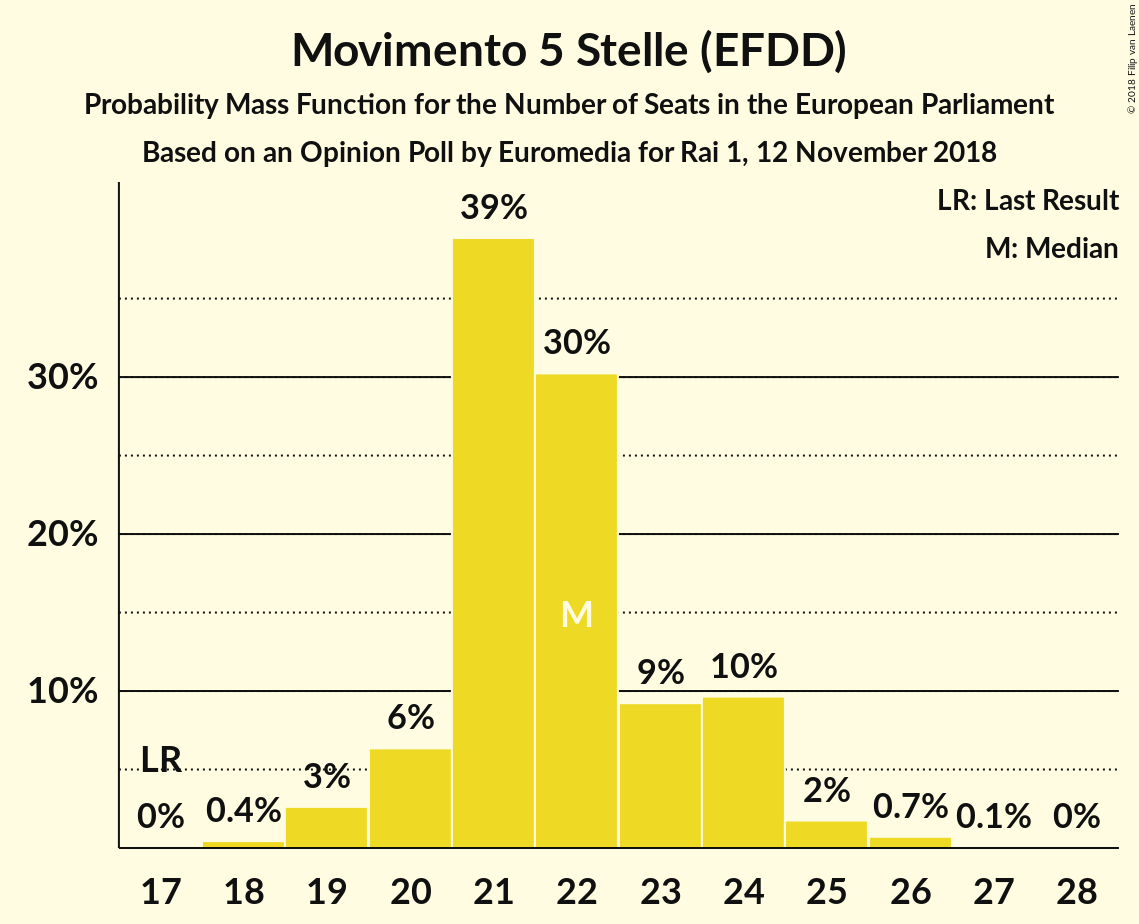 Movimento 5 Stelle (EFDD)
Probability Mass Function for the Number of Seats in the European Parliament
Based on an Opinion Poll by Euromedia for Rai 1, 12 November 2018
© 2018 Filip van Laenen
LR: Last Result
M: Median
39%
30%
30%
20%
M
10%
9%
10%
6%
LR
3%
2%
0%
0.4%
0.7%
0.1%
0%
17 18 19 20 21 22 23 24 25 26 27 28